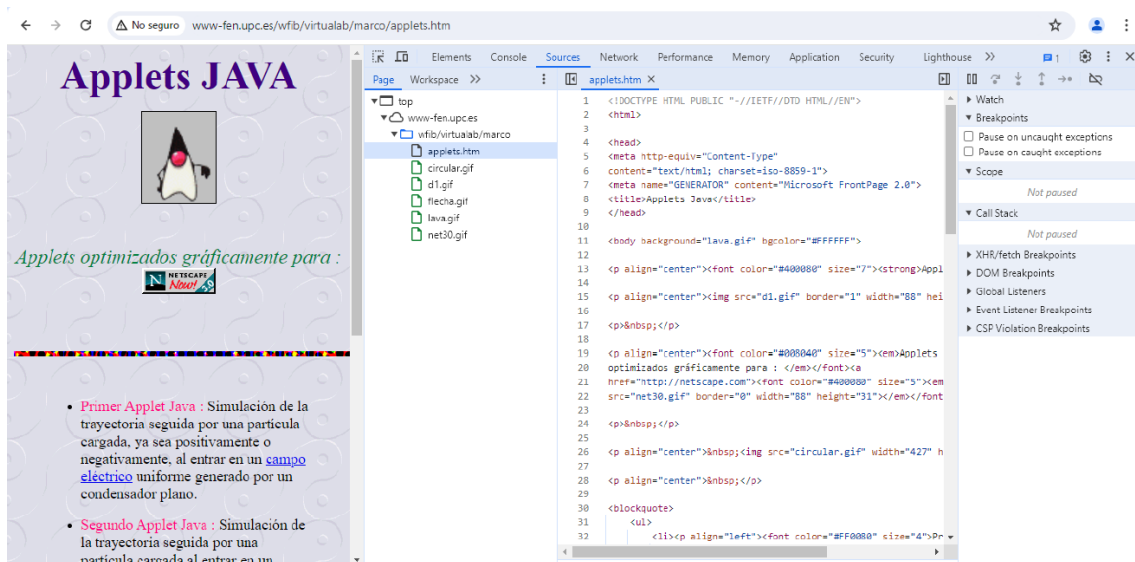 No seguro
www-fen.upc.es/wfib/virtualab/marco/applets.htm
Applets JAVA
Applets optimizados gráficamente para :
NETSCAPE
Now! 3.0
Primer Applet Java : Simulación de la
trayectoria seguida por una partícula
cargada, ya sea positivamente o
negativamente, al entrar en un campo
eléctrico uniforme generado por un
condensador plano.
Segundo Applet Java : Simulación de
la trayectoria seguida por una
partícula cargada al entrar en un
Elements Console Sources Network Performance Memory Application Security Lighthouse 1
Page Workspace
top
www-fen.upc.es
wfib/virtualab/marco
applets.htm
circular.gif
d1.gif
flecha.gif
lava.gif
net30.gif
applets.htm
1 <!DOCTYPE HTML PUBLIC "-//IETF//DTD HTML//EN">
2 <html>
3
4 <head>
5 <meta http-equiv="Content-Type"
6 content="text/html; charset=iso-8859-1">
7 <meta name="GENERATOR" content="Microsoft FrontPage 2.0">
8 <title>Applets Java</title>
9 </head>
10
11 <body background="lava.gif" bgcolor="#FFFFFF">
12
13 <p align="center"><font color="#400080" size="7"><strong>Appl
14
15 <p align="center"><img src="d1.gif" border="1" width="88" hei
16
17 <p>&nbsp;</p>
18
19 <p align="center"><font color="#008040" size="5"><em>Applets
20 optimizados gráficamente para : </em></font><a
21 href="http://netscape.com"><font color="#400080" size="5"><em
22 src="net30.gif" border="0" width="88" height="31"></em></font
23
24 <p>&nbsp;</p>
25
26 <p align="center">&nbsp;<img src="circular.gif" width="427" h
27
28 <p align="center">&nbsp;</p>
29
30 <blockquote>
31 <ul>
32 <li><p align="left"><font color="#FF0080" size="4">Pr
Watch
Breakpoints
Pause on uncaught exceptions
Pause on caught exceptions
Scope
Not paused
Call Stack
Not paused
XHR/fetch Breakpoints
DOM Breakpoints
Global Listeners
Event Listener Breakpoints
CSP Violation Breakpoints